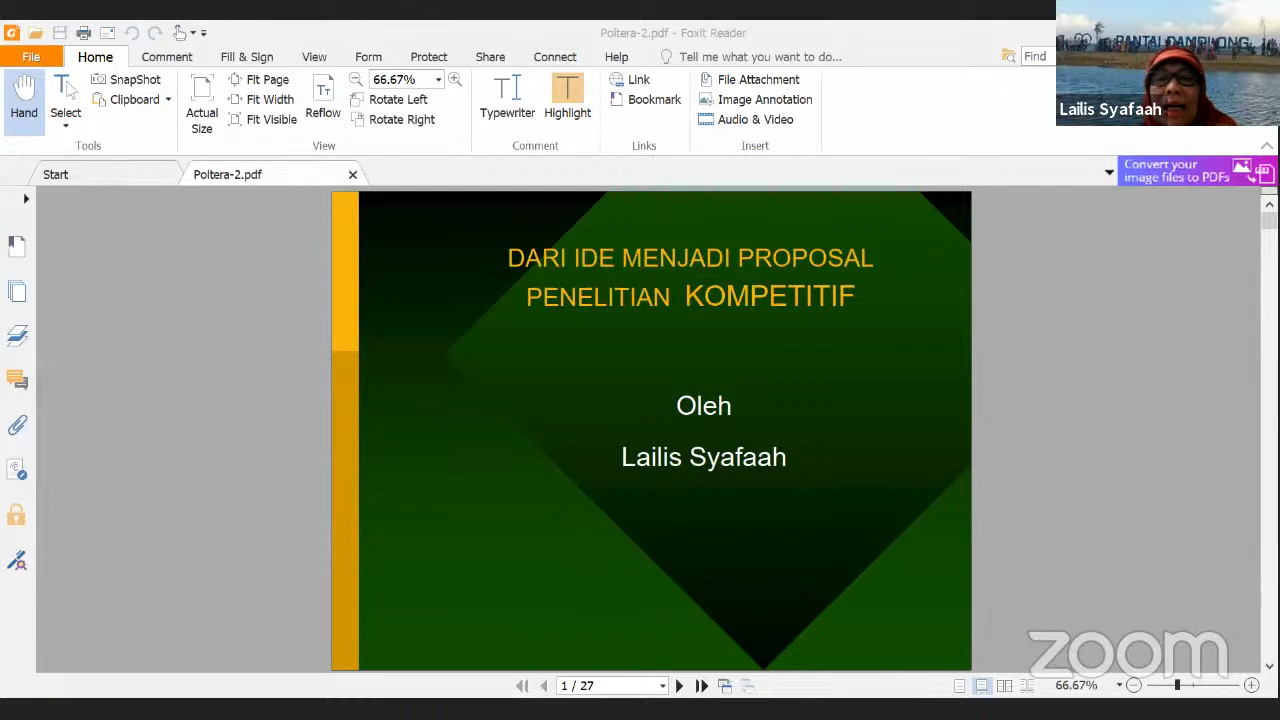 Poltera-2.pdf - Foxit Reader
File Home Comment Fill & Sign View Form Protect Share Connect Help Tell me what you want to do... Find
Hand
Select
SnapShot
Clipboard
Tools
Actual
Size
Fit Page
Fit Width
Fit Visible
Reflow
66.67%
Rotate Left
Rotate Right
View
Typewriter
Highlight
Comment
Link
Bookmark
Links
File Attachment
Image Annotation
Audio & Video
Insert
PANTAI CAMPLONG
Lailis Syafaah
Start
Poltera-2.pdf
Convert your
image files to PDFs
DARI IDE MENJADI PROPOSAL
PENELITIAN KOMPETITIF
Oleh
Lailis Syafaah
zoom
1 / 27
66.67%